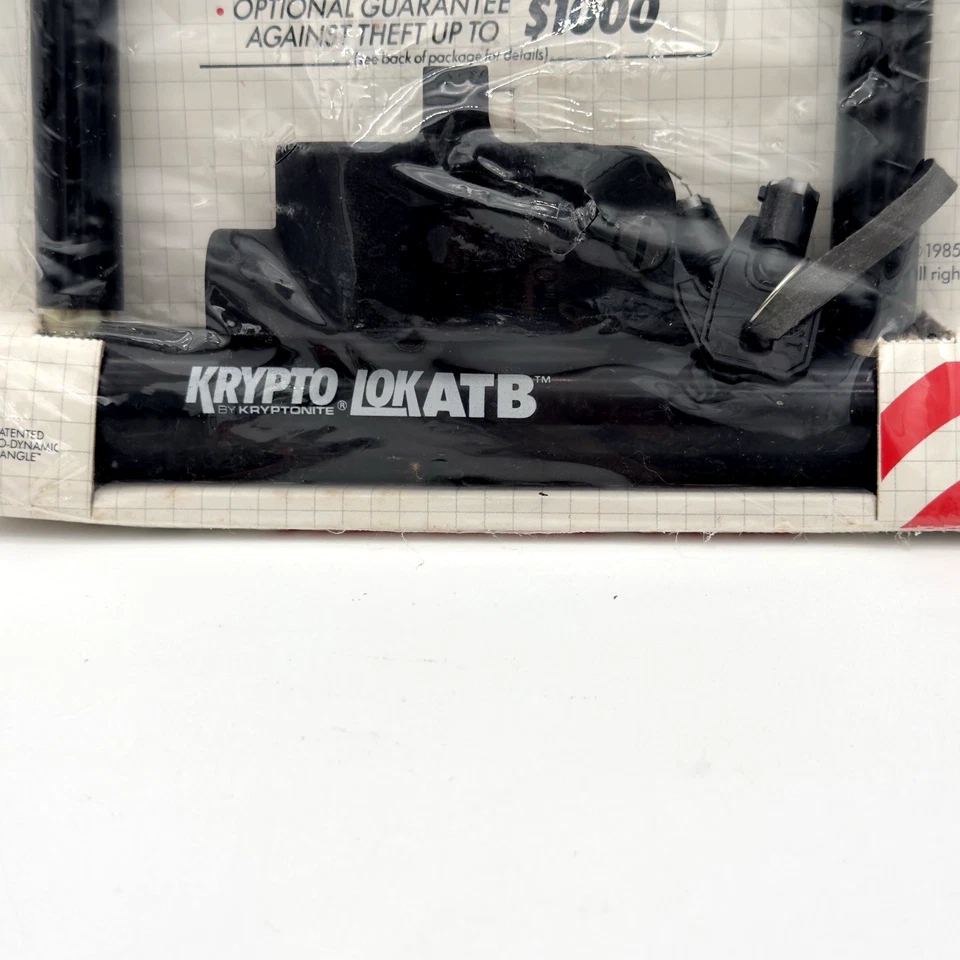 • OPTIONAL GUARANTEE
AGAINST THEFT UP TO $1000
(see back of package for details)
©1985
ll righ
ATENTED
O-DYNAMIC
ANGLE™
KRYPTO LOK ATB™
BY KRYPTONITE®